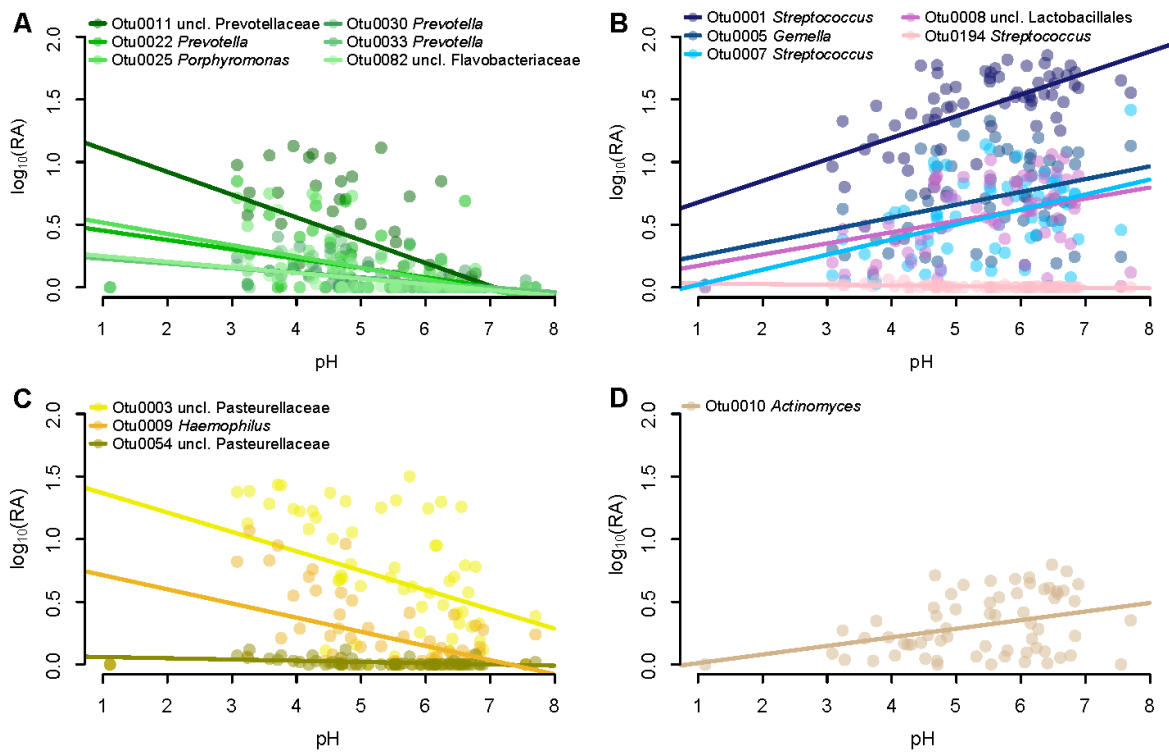 A
Otu0011 uncl. Prevotellaceae
Otu0022 Prevotella
Otu0025 Porphyromonas
Otu0030 Prevotella
Otu0033 Prevotella
Otu0082 uncl. Flavobacteriaceae
2.0
1.5
1.0
0.5
0.0
log₁₀(RA)
1 2 3 4 5 6 7 8
pH
B
Otu0001 Streptococcus
Otu0005 Gemella
Otu0007 Streptococcus
Otu0008 uncl. Lactobacillales
Otu0194 Streptococcus
2.0
1.5
1.0
0.5
0.0
log₁₀(RA)
1 2 3 4 5 6 7 8
pH
C
Otu0003 uncl. Pasteurellaceae
Otu0009 Haemophilus
Otu0054 uncl. Pasteurellaceae
2.0
1.5
1.0
0.5
0.0
log₁₀(RA)
1 2 3 4 5 6 7 8
pH
D
Otu0010 Actinomyces
2.0
1.5
1.0
0.5
0.0
log₁₀(RA)
1 2 3 4 5 6 7 8
pH